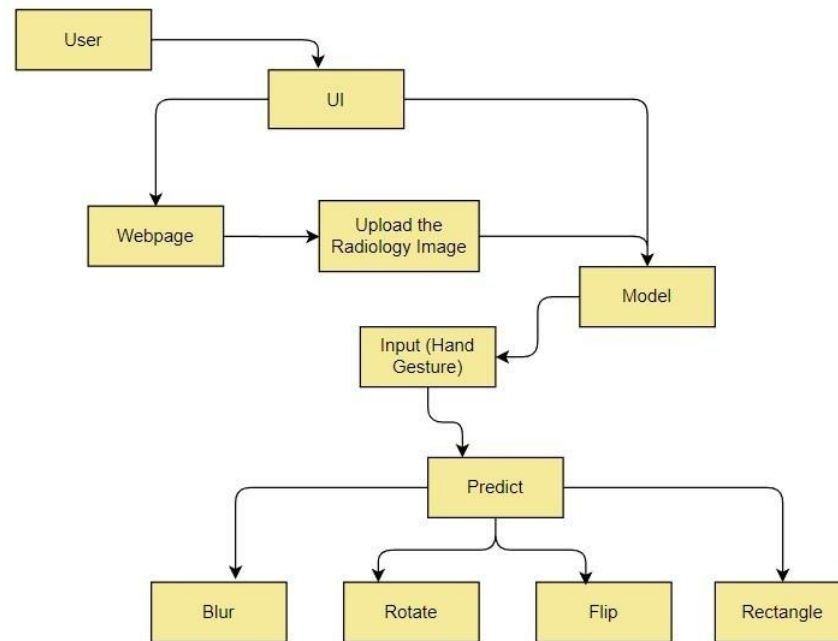 User
UI
Webpage
Upload the
Radiology Image
Model
Input (Hand
Gesture)
Predict
Blur
Rotate
Flip
Rectangle